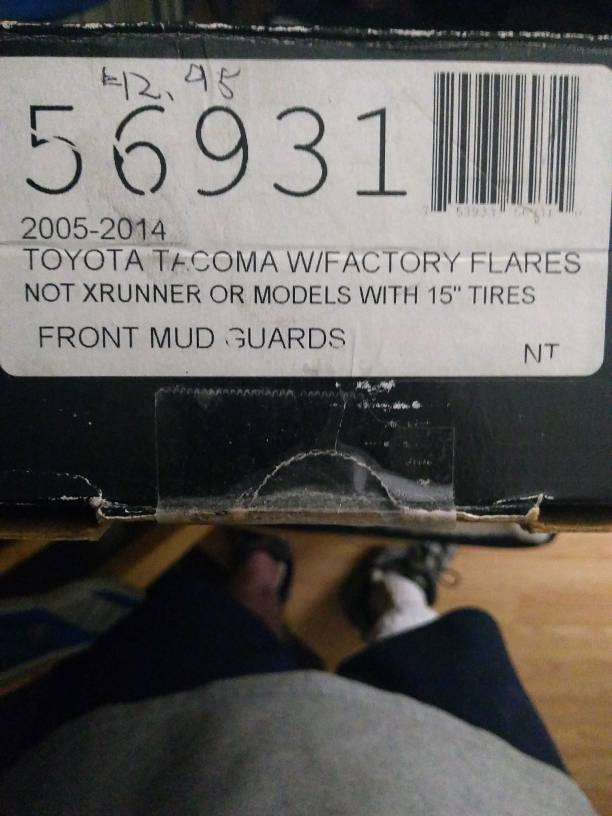 42.95
56931
2005-2014
TOYOTA TACOMA W/FACTORY FLARES
NOT XRUNNER OR MODELS WITH 15" TIRES
FRONT MUD GUARDS
NT